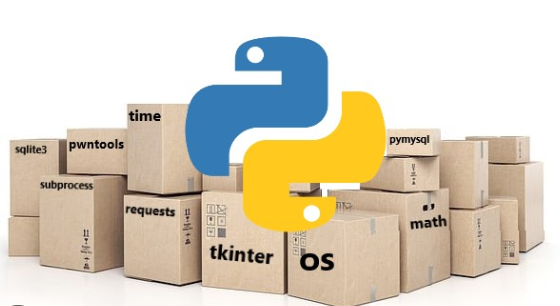 time
sqlite3
pwntools
pymysql
subprocess
requests
math
tkinter
os